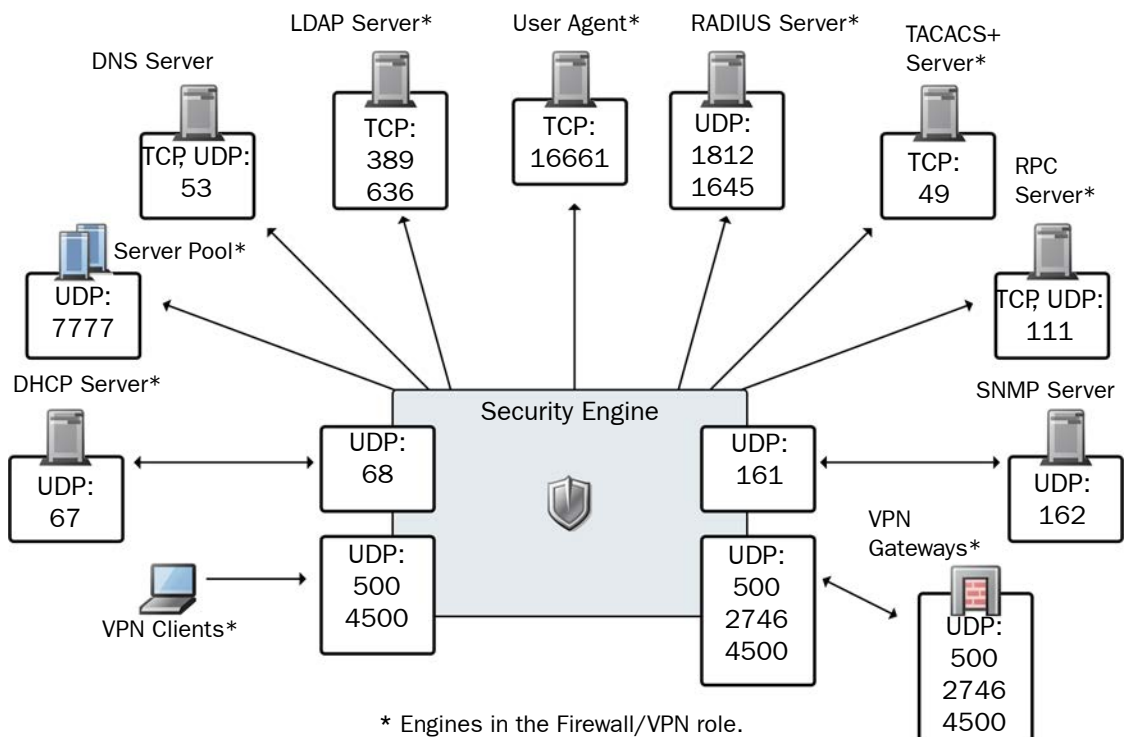 LDAP Server*
User Agent*
RADIUS Server*
TACACS+
Server*
DNS Server
TCP:
389
636
TCP:
16661
UDP:
1812
1645
TCP, UDP:
53
TCP:
49
RPC
Server*
Server Pool*
UDP:
7777
TCP, UDP:
111
DHCP Server*
UDP:
67
Security Engine
UDP:
68
UDP:
161
SNMP Server
UDP:
162
VPN Clients*
UDP:
500
4500
UDP:
500
2746
4500
VPN
Gateways*
UDP:
500
2746
4500
* Engines in the Firewall/VPN role.